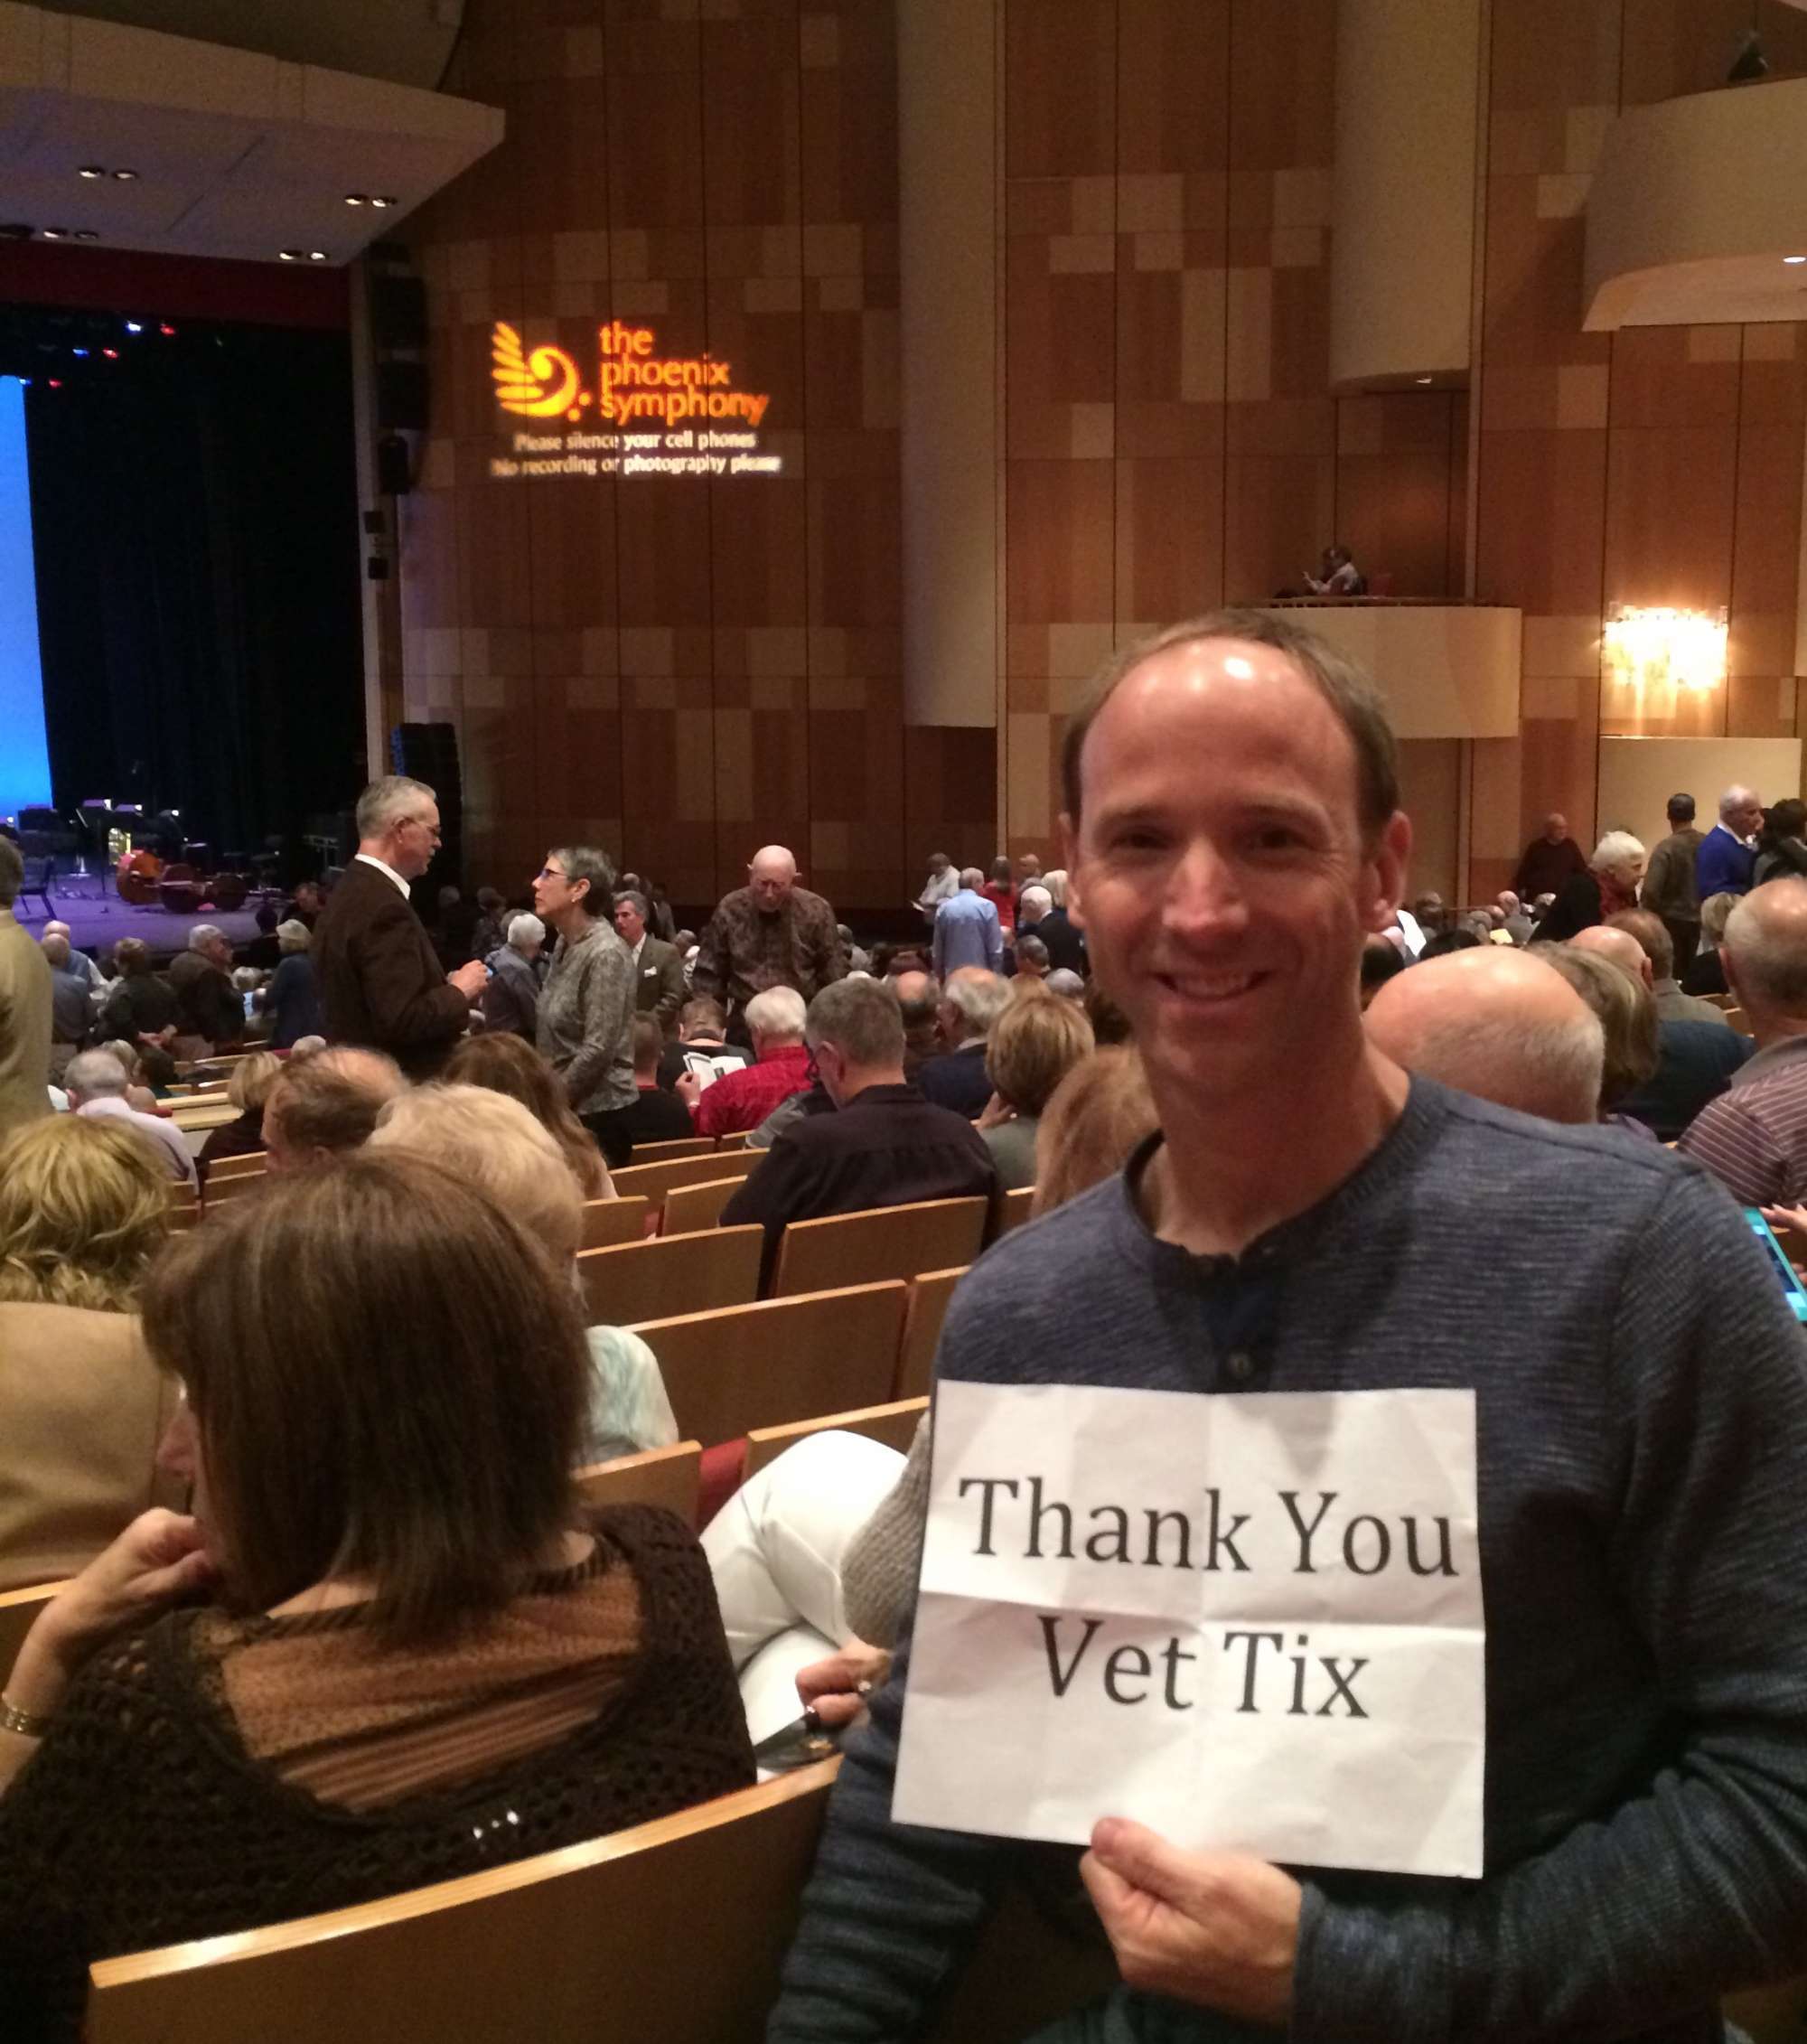 the
phoenix
symphony
Please silence your cell phones
No recording or photography please
Thank You
Vet Tix